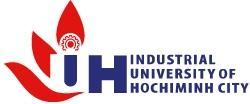 IUH
INDUSTRIAL
UNIVERSITY OF
HOCHIMINH CITY